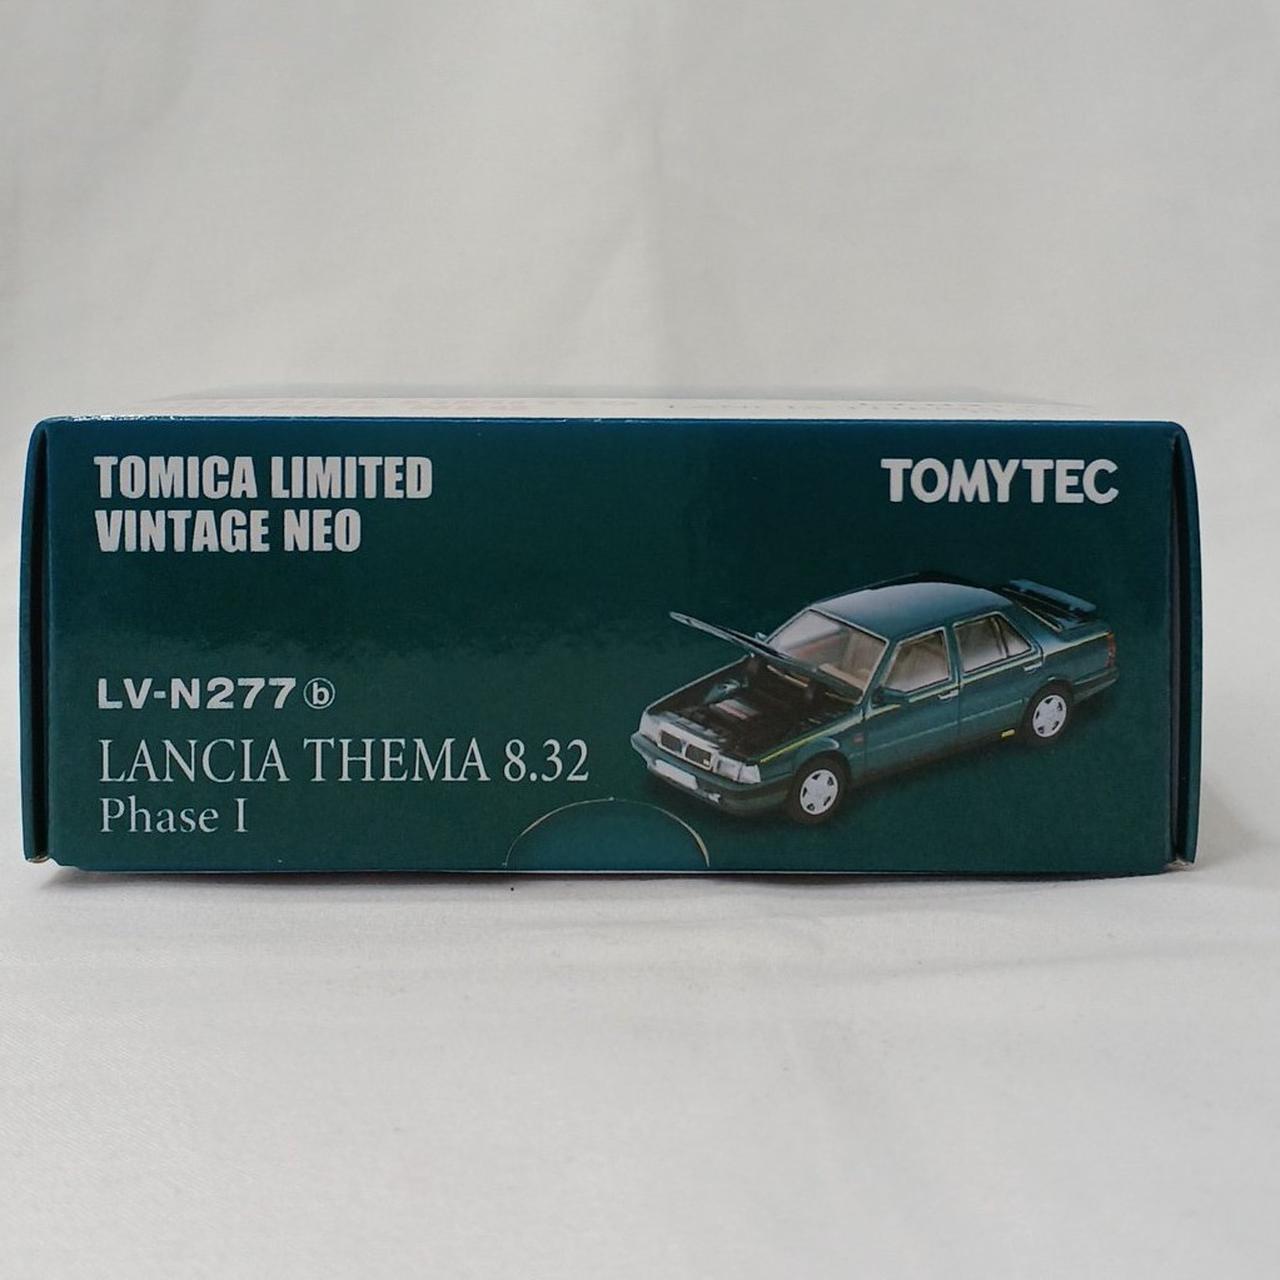 TOMICA LIMITED
VINTAGE NEO
TOMYTEC
LV-N277ⓑ
LANCIA THEMA 8.32
Phase I